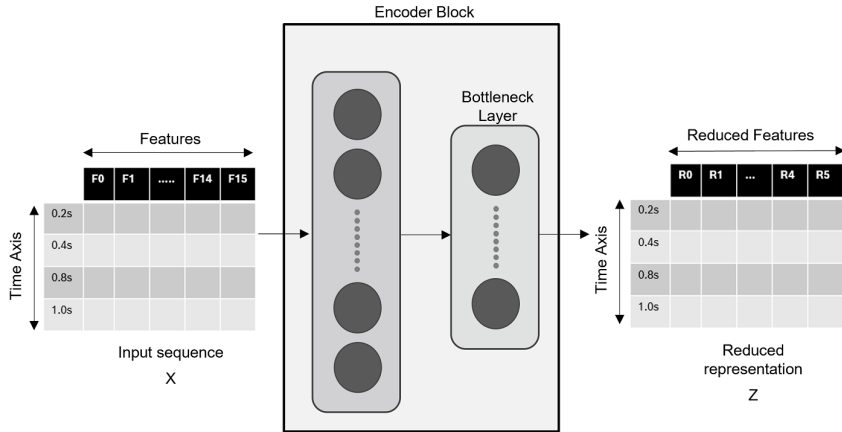 Encoder Block
Features
F0 F1 ..... F14 F15
Time Axis
0.2s
0.4s
0.8s
1.0s
Input sequence
X
Bottleneck
Layer
Reduced Features
R0 R1 ... R4 R5
Time Axis
0.2s
0.4s
0.8s
1.0s
Reduced
representation
Z